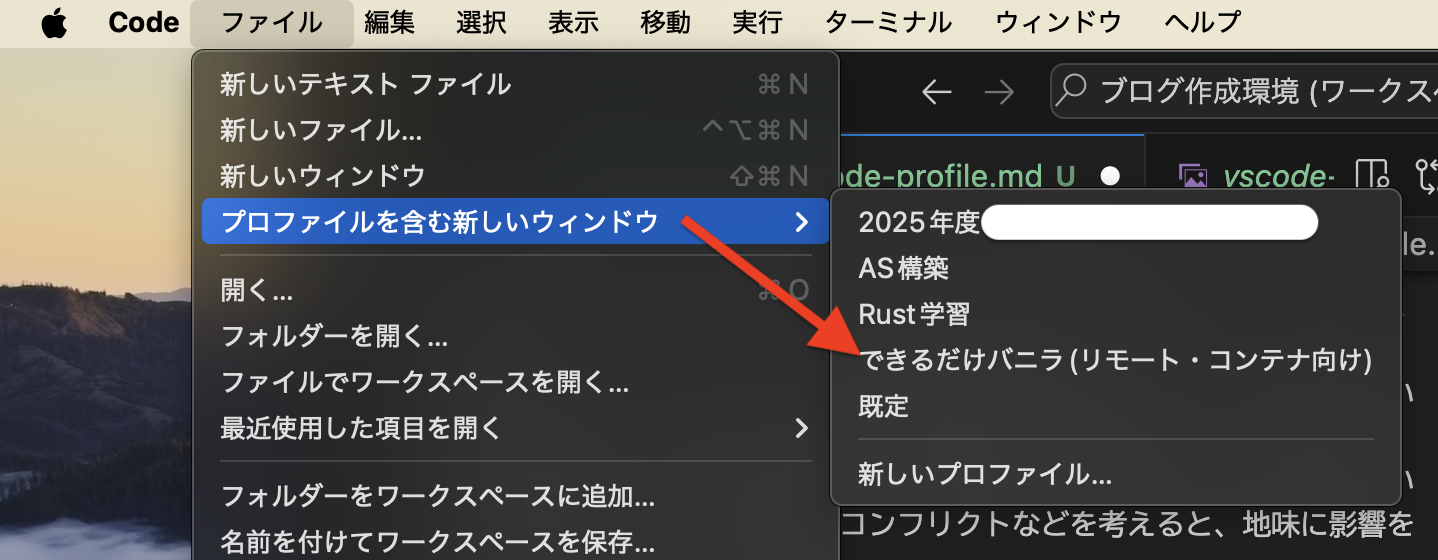 Code ファイル 編集 選択 表示 移動 実行 ターミナル ウィンドウ ヘルプ
新しいテキスト ファイル ⌘ N
新しいファイル... ^⌥⌘ N
新しいウィンドウ ⇧⌘ N
プロファイルを含む新しいウィンドウ
開く... ⌘ O
フォルダーを開く...
ファイルでワークスペースを開く...
最近使用した項目を開く
フォルダーをワークスペースに追加...
名前を付けてワークスペースを保存...
ブログ作成環境 (ワークスペ
ode-profile.md U
vscode-
2025年度
AS構築
Rust学習
できるだけバニラ(リモート・コンテナ向け)
既定
新しいプロファイル...
le.
い
い
コンフリクトなどを考えると、地味に影響を